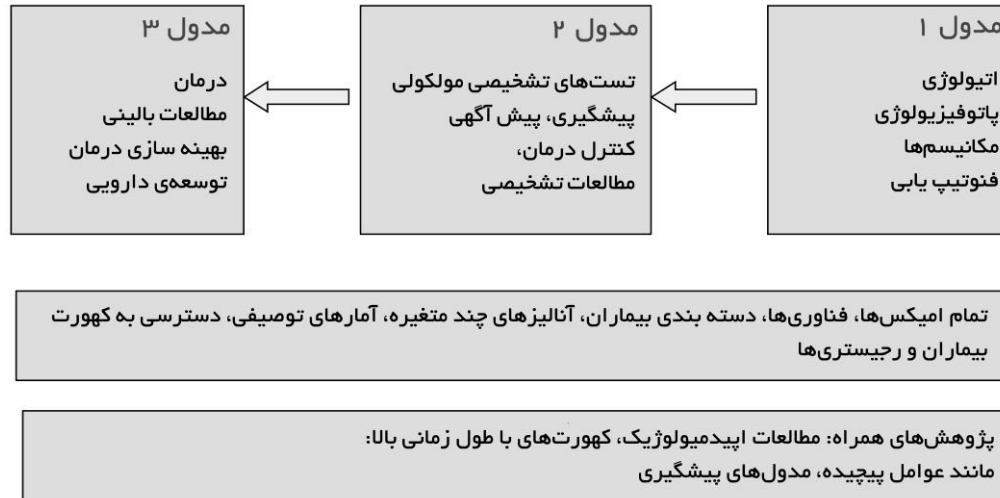 مدول ۱
اتیولوژی
پاتوفیزیولوژی
مکانیسم‌ها
فنوتیپ یابی
مدول ۲
تست‌های تشخیصی مولکولی
پیشگیری، پیش آگهی
کنترل درمان،
مطالعات تشخیصی
مدول ۳
درمان
مطالعات بالینی
بهینه سازی درمان
توسعه‌ی دارویی
تمام امیکس‌ها، فناوری‌ها، دسته بندی بیماران، آنالیزهای چند متغیره، آمارهای توصیفی، دسترسی به کهورت
بیماران و رجیستری‌ها
پژوهش‌های همراه: مطالعات اپیدمیولوژیک، کهورت‌های با طول زمانی بالا:
مانند عوامل پیچیده، مدول‌های پیشگیری